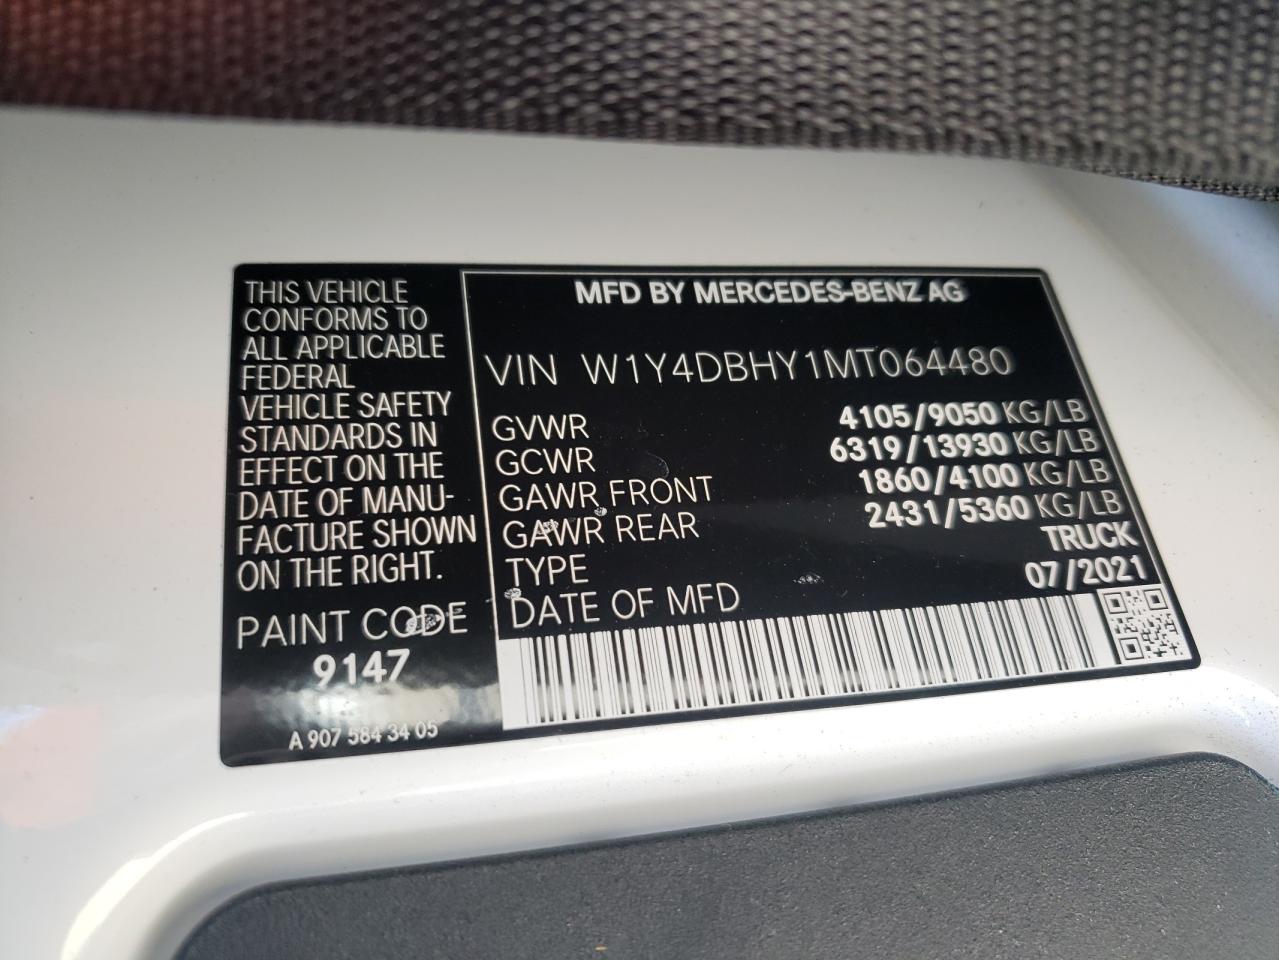 THIS VEHICLE
CONFORMS TO
ALL APPLICABLE
FEDERAL
VEHICLE SAFETY
STANDARDS IN
EFFECT ON THE
DATE OF MANU-
FACTURE SHOWN
ON THE RIGHT.
PAINT CODE
9147
A 907 584 34 05
MFD BY MERCEDES-BENZ AG
VIN W1Y4DBHY1MT064480
GVWR 4105/9050 KG/LB
GCWR 6319/13930 KG/LB
GAWR FRONT 1860/4100 KG/LB
GAWR REAR 2431/5360 KG/LB
TYPE TRUCK
DATE OF MFD 07/2021